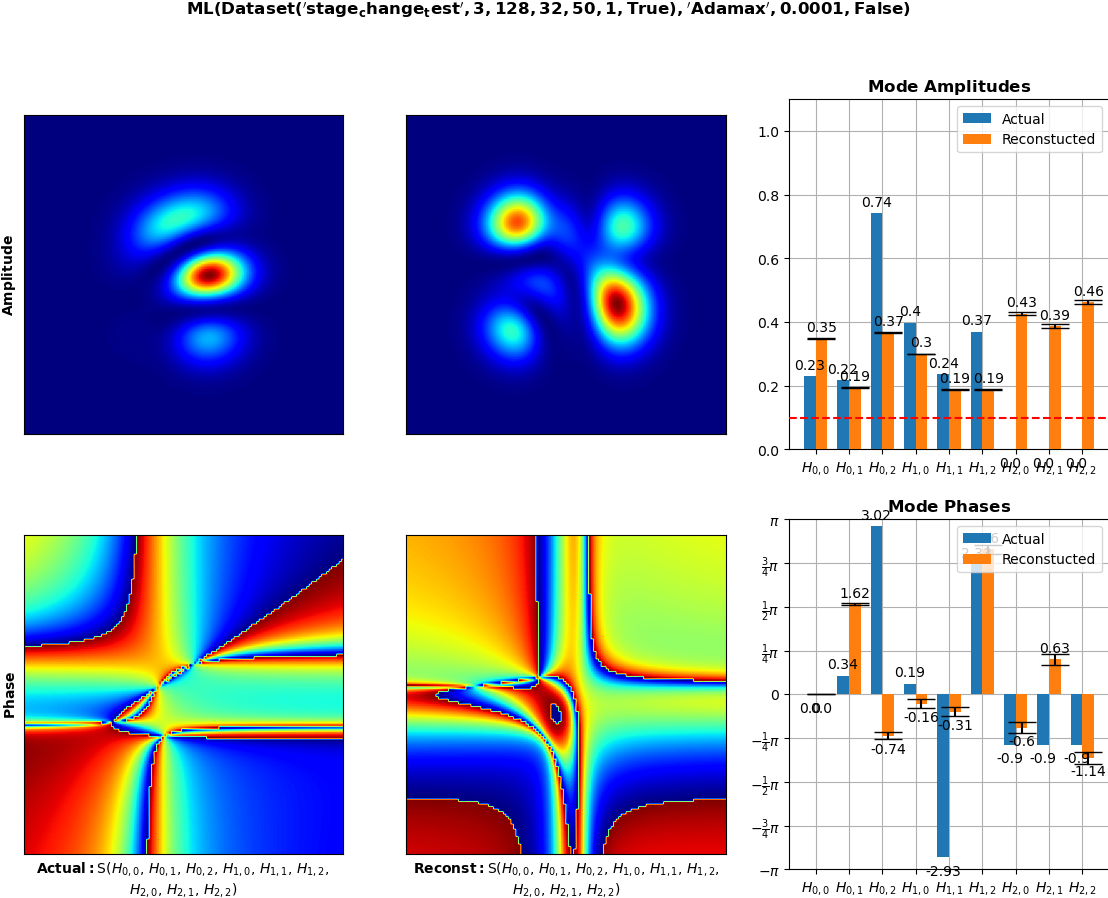 ML(Dataset('stage_change_test', 3, 128, 32, 50, 1, True), 'Adamax', 0.0001, False)
Amplitude
Mode Amplitudes
Actual
Reconstucted
1.0
0.8
0.6
0.4
0.2
0.0
0.23
0.35
0.22
0.19
0.74
0.37
0.4
0.3
0.24
0.19
0.37
0.19
0.0
0.43
0.0
0.39
0.0
0.46
H0,0 H0,1 H0,2 H1,0 H1,1 H1,2 H2,0 H2,1 H2,2
Phase
Mode Phases
Actual
Reconstucted
π
3/4π
1/2π
1/4π
0
−1/4π
−1/2π
−3/4π
−π
0.0
0.0
0.34
1.62
3.02
-0.74
0.19
-0.16
-2.93
-0.31
-0.9
-0.6
-0.9
0.63
-0.9
-1.14
H0,0 H0,1 H0,2 H1,0 H1,1 H1,2 H2,0 H2,1 H2,2
Actual: S(H0,0, H0,1, H0,2, H1,0, H1,1, H1,2,
H2,0, H2,1, H2,2)
Reconst: S(H0,0, H0,1, H0,2, H1,0, H1,1, H1,2,
H2,0, H2,1, H2,2)